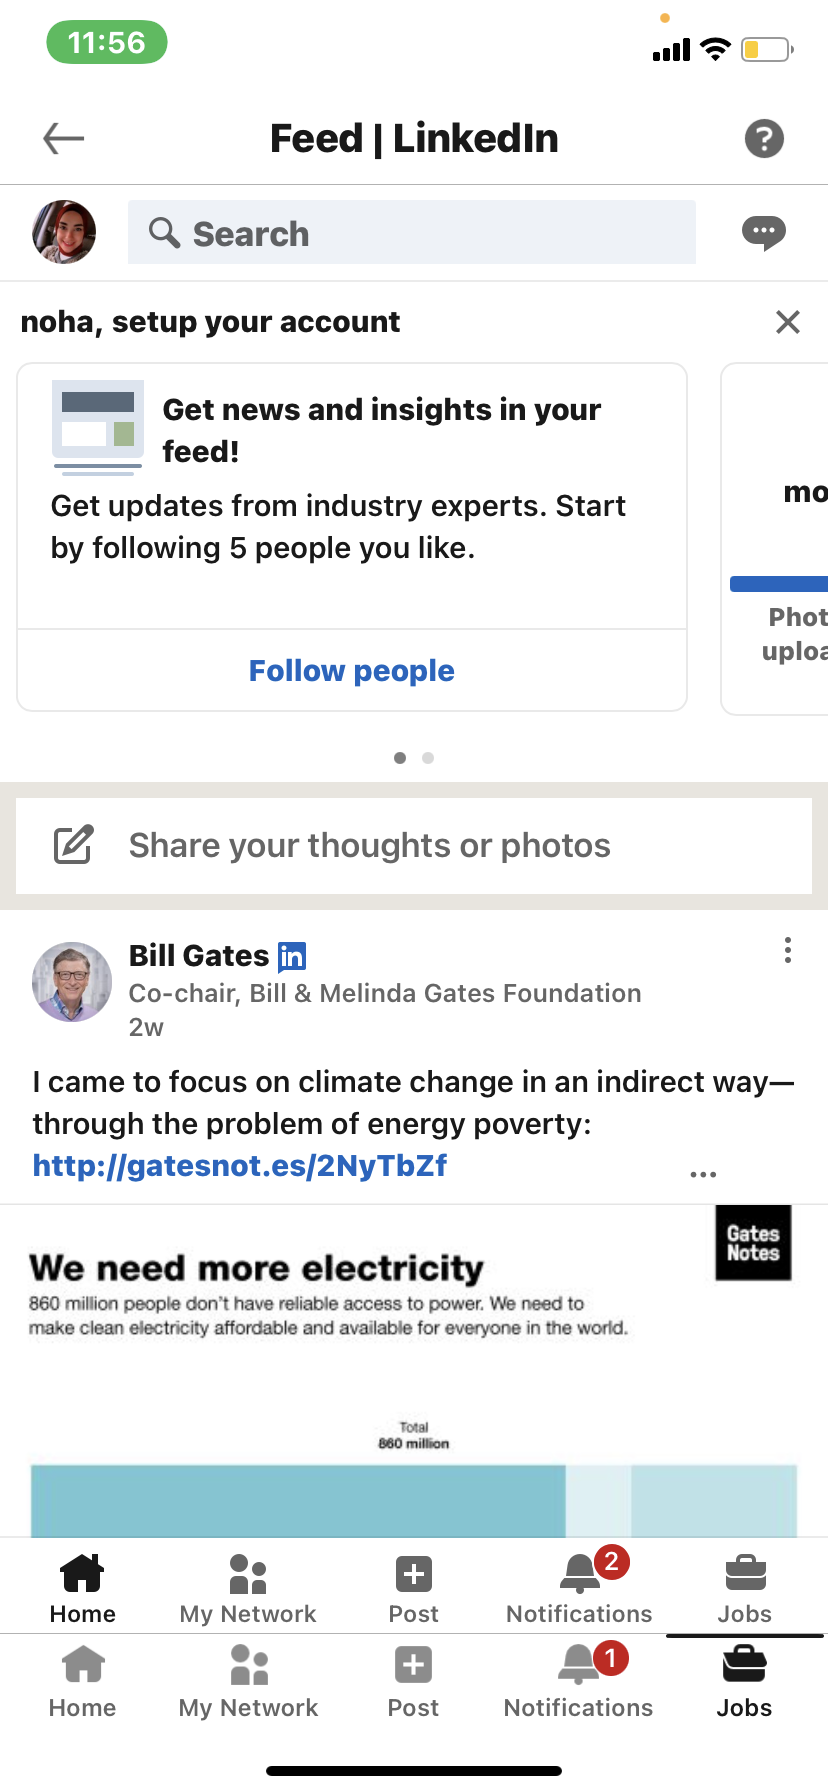 11:56
Feed | LinkedIn
Search
noha, setup your account
Get news and insights in your
feed!
Get updates from industry experts. Start
by following 5 people you like.
Follow people
mo
Phot
uploa
Share your thoughts or photos
Bill Gates in
Co-chair, Bill & Melinda Gates Foundation
2w
I came to focus on climate change in an indirect way—
through the problem of energy poverty:
http://gatesnot.es/2NyTbZf
...
Gates
Notes
We need more electricity
860 million people don't have reliable access to power. We need to
make clean electricity affordable and available for everyone in the world.
Total
860 million
2
Home My Network Post Notifications Jobs
1
Home My Network Post Notifications Jobs